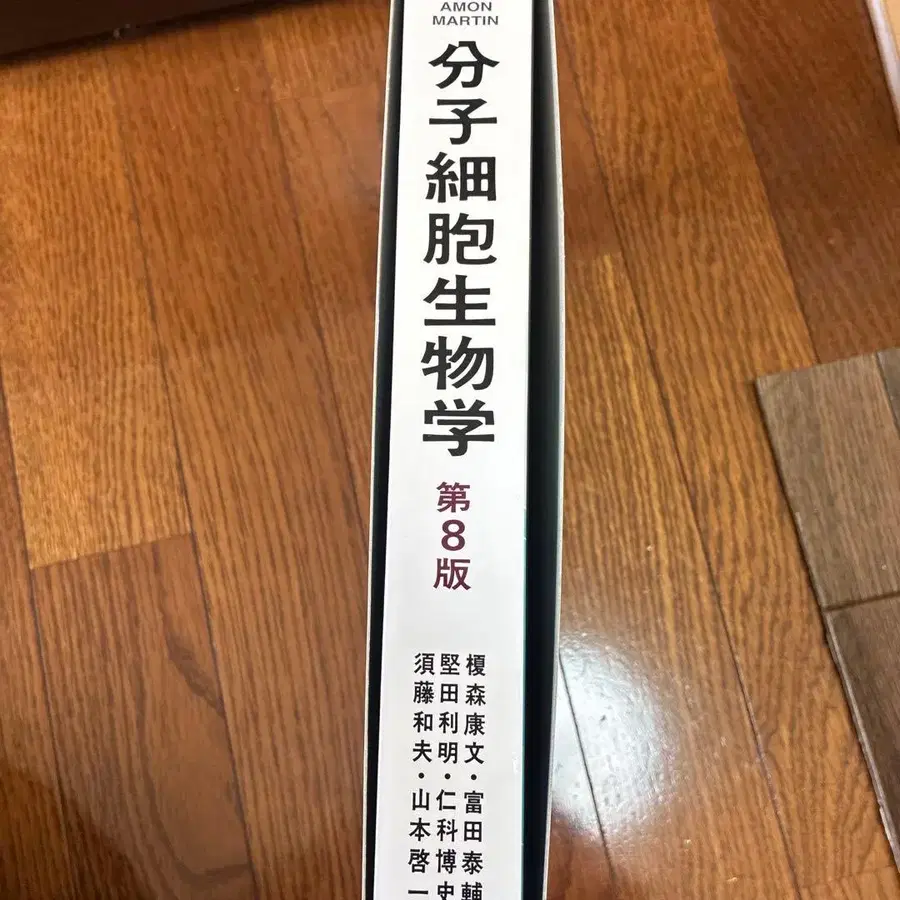 AMON
MARTIN
分子細胞生物学
第8版
榎森康文・富田泰輔
堅田利明・仁科博史
須藤和夫・山本啓一